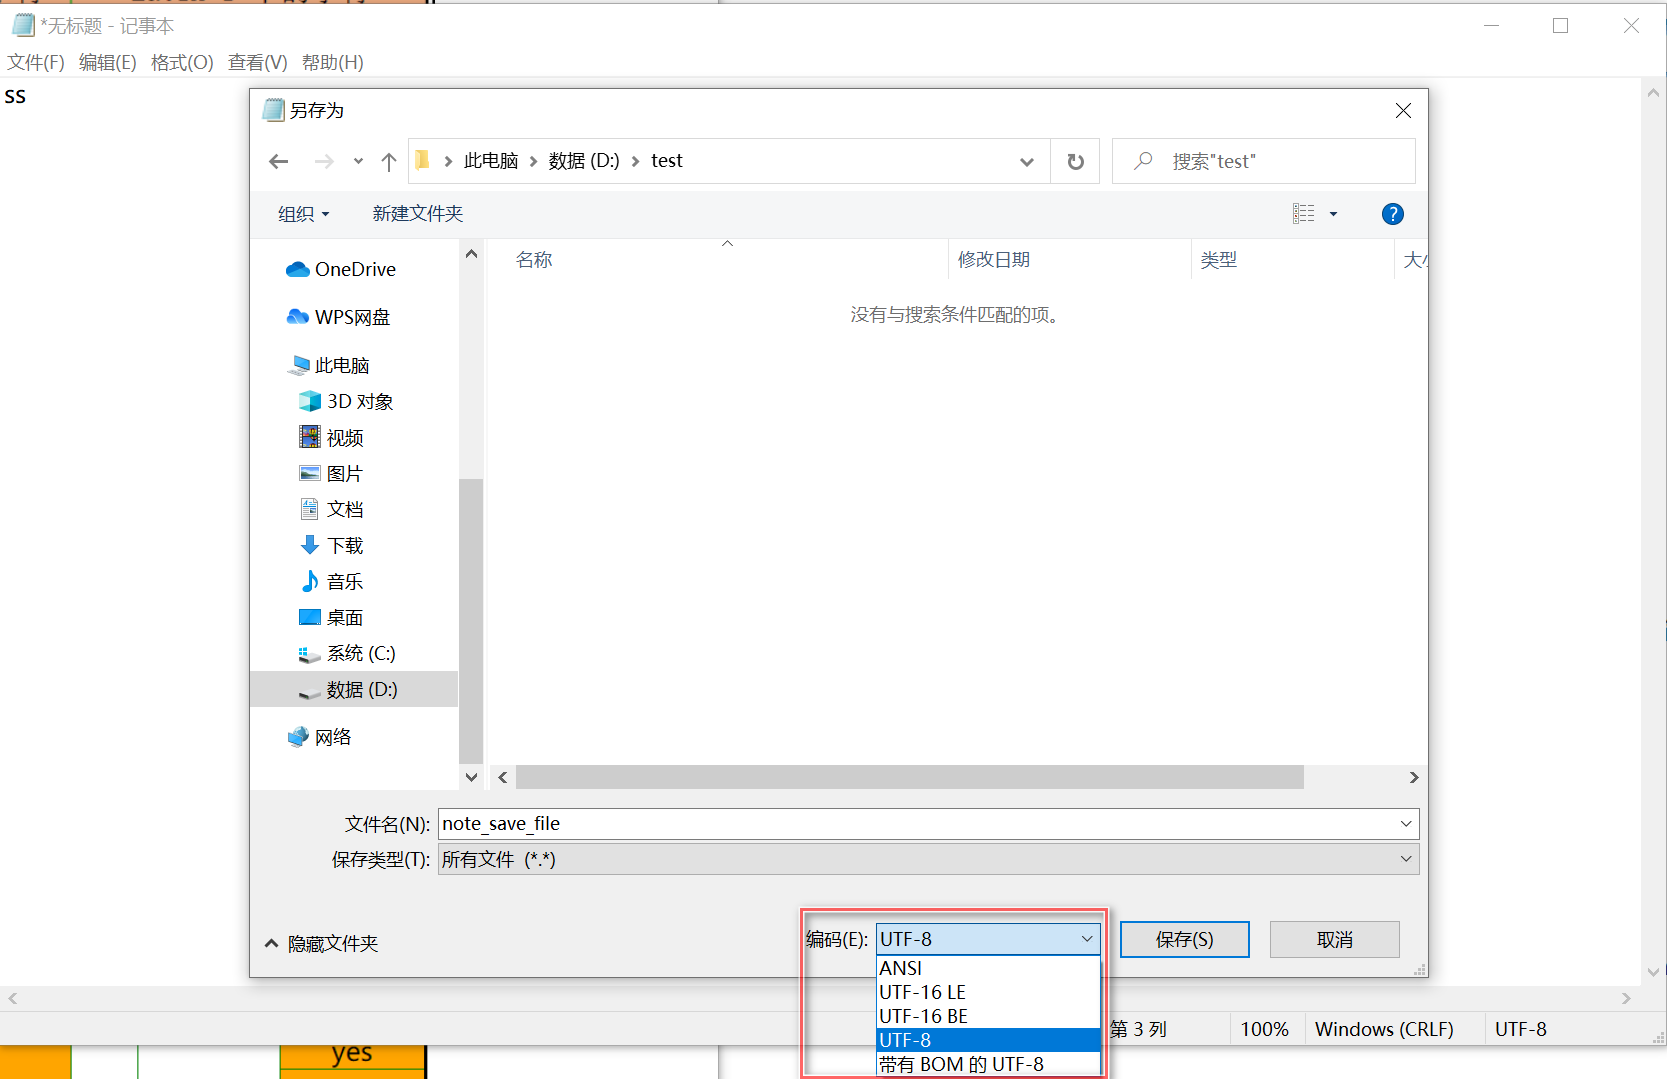 *无标题 - 记事本
文件(F) 编辑(E) 格式(O) 查看(V) 帮助(H)
ss
另存为
此电脑 数据 (D:) test
搜索"test"
组织 新建文件夹
名称 修改日期 类型
没有与搜索条件匹配的项。
OneDrive
WPS网盘
此电脑
3D 对象
视频
图片
文档
下载
音乐
桌面
系统 (C:)
数据 (D:)
网络
文件名(N): note_save_file
保存类型(T): 所有文件 (*.*)
隐藏文件夹
编码(E): UTF-8
保存(S) 取消
ANSI
UTF-16 LE
UTF-16 BE
UTF-8
带有 BOM 的 UTF-8
第 3 列 100% Windows (CRLF) UTF-8
yes